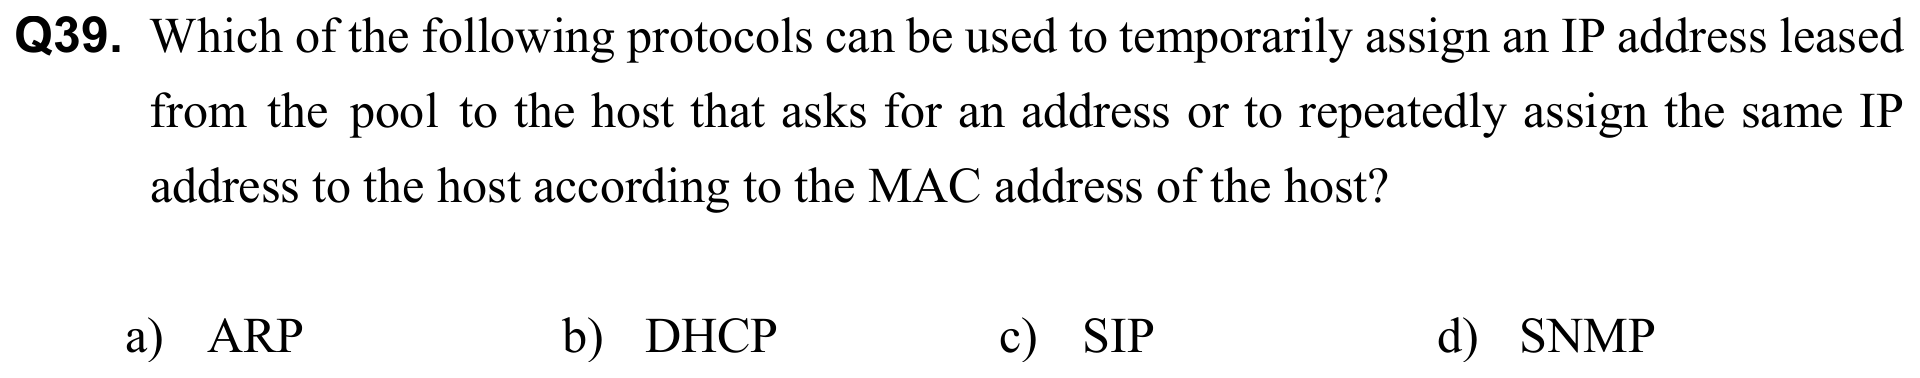 Q39. Which of the following protocols can be used to temporarily assign an IP address leased
from the pool to the host that asks for an address or to repeatedly assign the same IP
address to the host according to the MAC address of the host?
a) ARP b) DHCP c) SIP d) SNMP